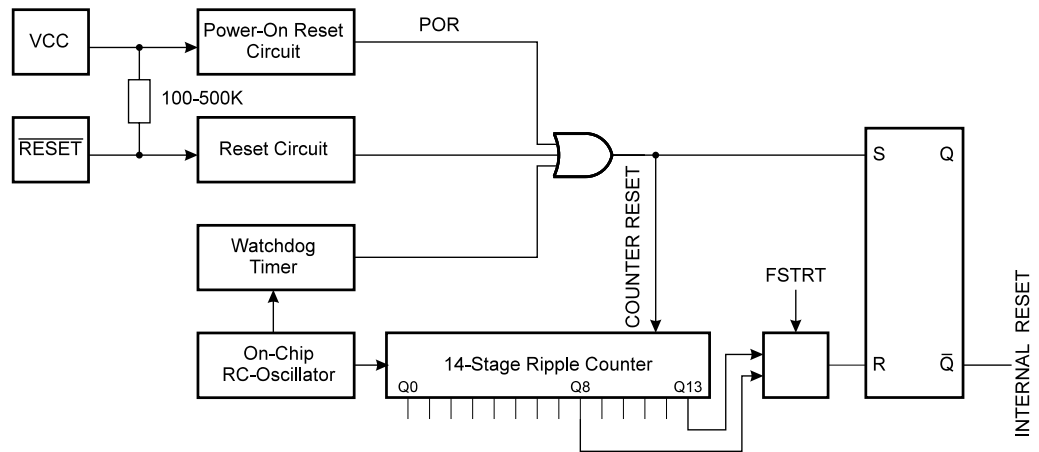 VCC
Power-On Reset
Circuit
POR
100-500K
RESET
Reset Circuit
S
Q
Watchdog
Timer
COUNTER RESET
FSTRT
On-Chip
RC-Oscillator
14-Stage Ripple Counter
Q0
Q8
Q13
R
Q̅
INTERNAL RESET